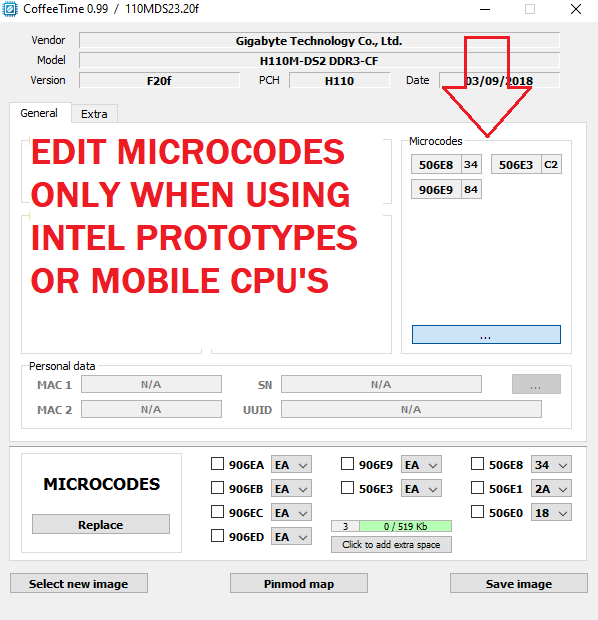 CoffeeTime 0.99 / 110MDS23.20f
Vendor Gigabyte Technology Co., Ltd.
Model H110M-DS2 DDR3-CF
Version F20f PCH H110 Date 03/09/2018
General Extra
EDIT MICROCODES
ONLY WHEN USING
INTEL PROTOTYPES
OR MOBILE CPU'S
Microcodes
506E8 34 506E3 C2
906E9 84
...
Personal data
MAC 1 N/A SN N/A ...
MAC 2 N/A UUID N/A
MICROCODES
Replace
906EA EA 906E9 EA 506E8 34
906EB EA 506E3 EA 506E1 2A
906EC EA 506E0 18
906ED EA 3 0 / 519 Kb
Click to add extra space
Select new image Pinmod map Save image